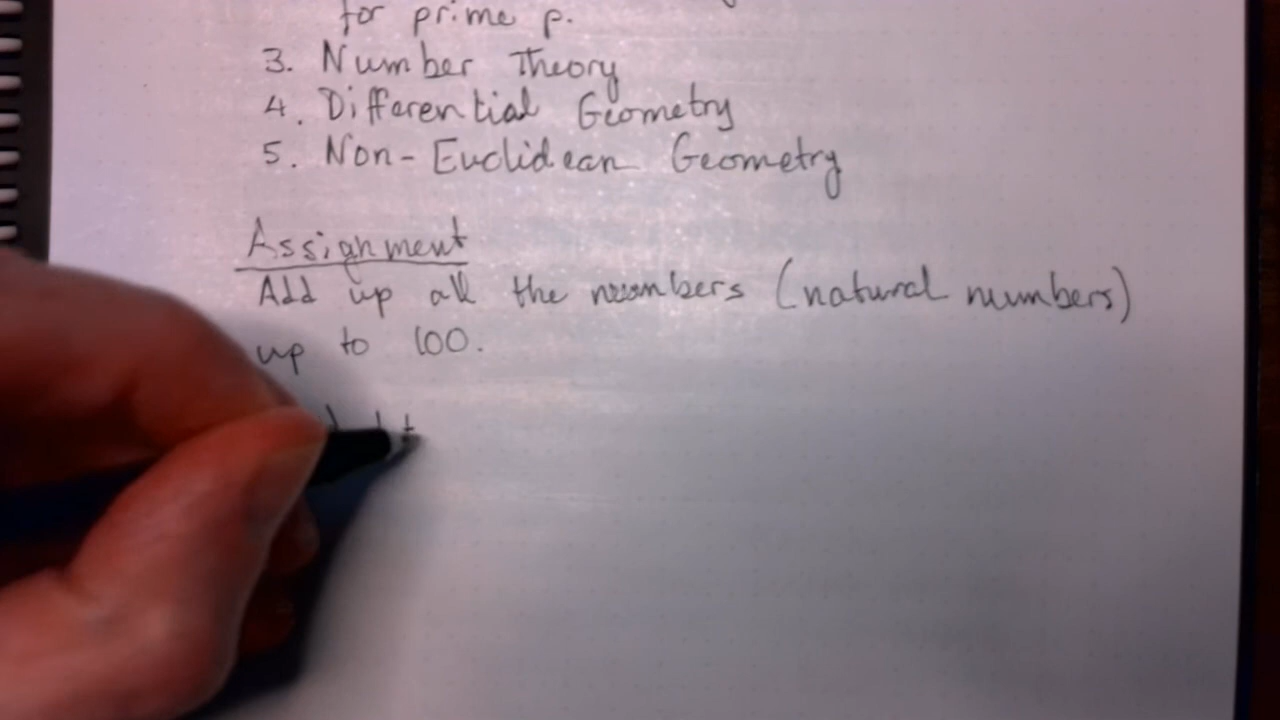 for prime p.
3. Number Theory
4. Differential Geometry
5. Non-Euclidean Geometry
Assignment
Add up all the numbers (natural numbers)
up to 100.